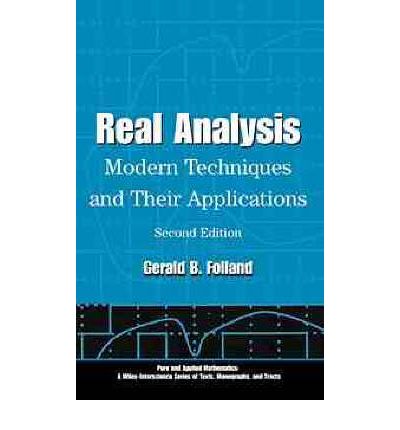 Real Analysis
Modern Techniques
and Their Applications
Second Edition
Gerald B. Folland
Pure and Applied Mathematics
A Wiley-Interscience Series of Texts, Monographs, and Tracts